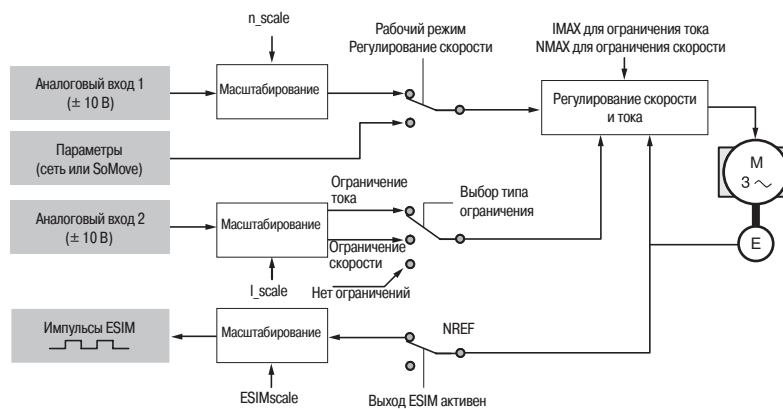 n_scale
Рабочий режим
Регулирование скорости
IMAX для ограничения тока
NMAX для ограничения скорости
Аналоговый вход 1
(± 10 В)
Масштабирование
Регулирование скорости
и тока
Параметры
(сеть или SoMove)
M
3 ~
Аналоговый вход 2
(± 10 В)
Масштабирование
Ограничение
тока
Выбор типа
ограничения
Ограничение
скорости
E
I_scale
Нет ограничений
Импульсы ESIM
Масштабирование
NREF
ESIMscale
Выход ESIM активен